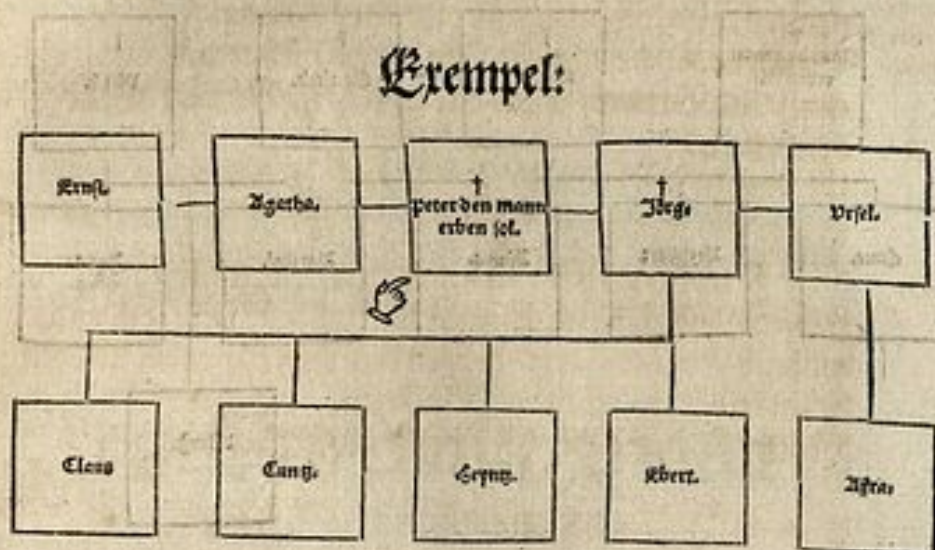 Exempel:
Ernst.
Agatha.
†
Peter den mann
erben sol.
†
Jörg.
Vrsel.
Claus
Cuntz.
Heyntz.
Ebert.
Afra.